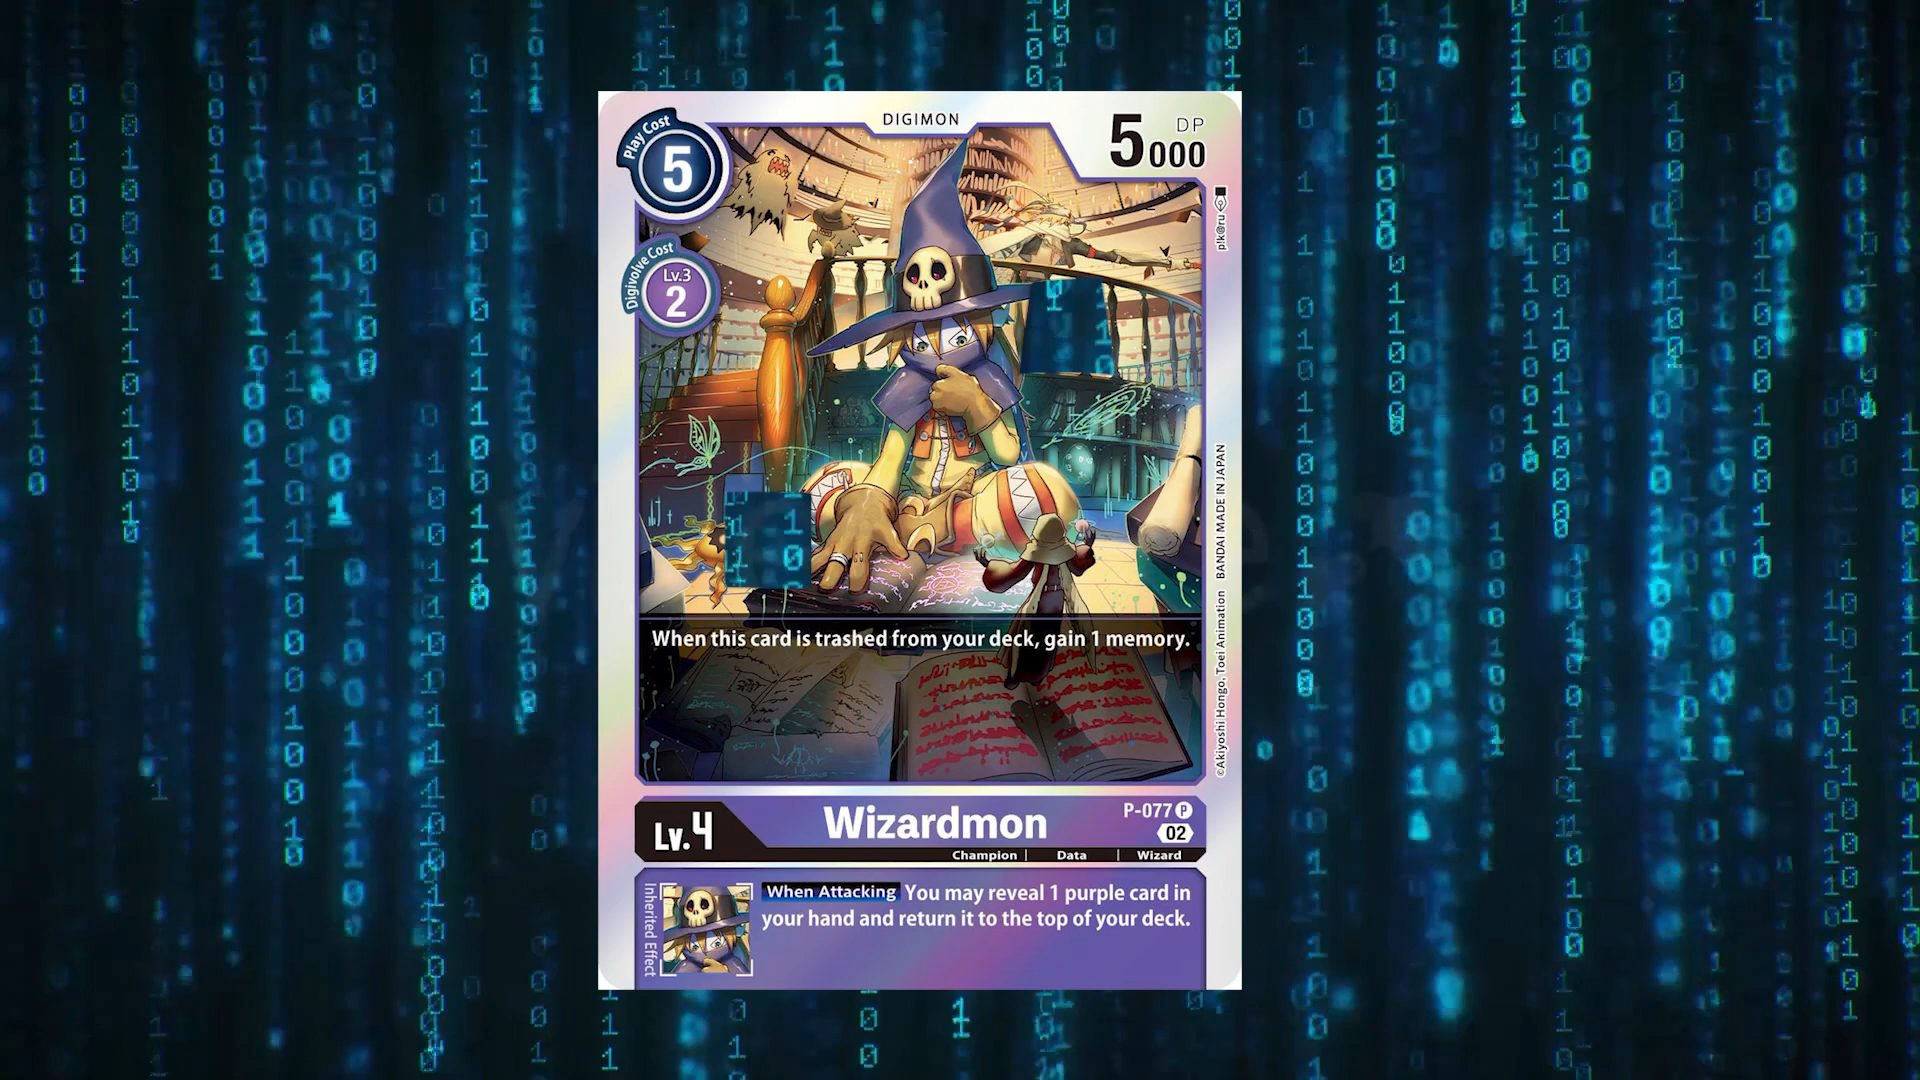 DIGIMON
Play Cost
5
DP
5000
Digivolve Cost
Lv.3
2
p!k@ru
©Akiyoshi Hongo, Toei Animation BANDAI MADE IN JAPAN
When this card is trashed from your deck, gain 1 memory.
Lv.4
Wizardmon
P-077 P
02
Champion | Data | Wizard
Inherited Effect
When Attacking You may reveal 1 purple card in
your hand and return it to the top of your deck.